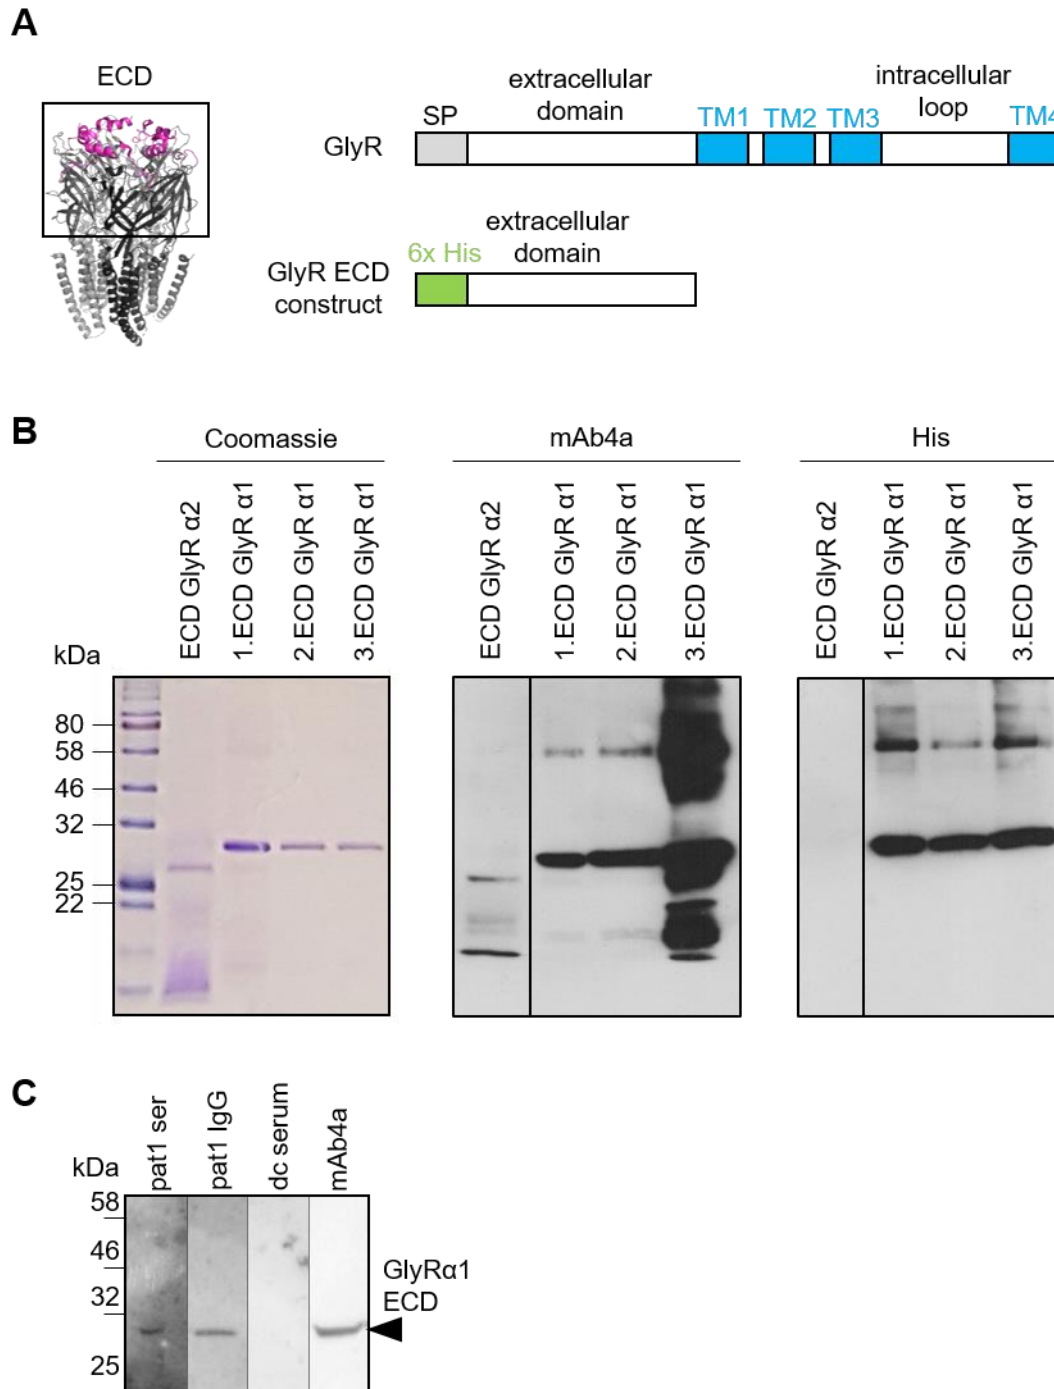 A
ECD
extracellular
domain
intracellular
loop
SP
TM1
TM2
TM3
TM4
GlyR
extracellular
domain
6x His
GlyR ECD
construct
B
Coomassie
mAb4a
His
ECD GlyR α2
1.ECD GlyR α1
2.ECD GlyR α1
3.ECD GlyR α1
ECD GlyR α2
1.ECD GlyR α1
2.ECD GlyR α1
3.ECD GlyR α1
ECD GlyR α2
1.ECD GlyR α1
2.ECD GlyR α1
3.ECD GlyR α1
kDa
80
58
46
32
25
22
C
pat1 ser
pat1 IgG
dc serum
mAb4a
kDa
58
46
32
25
GlyRα1
ECD